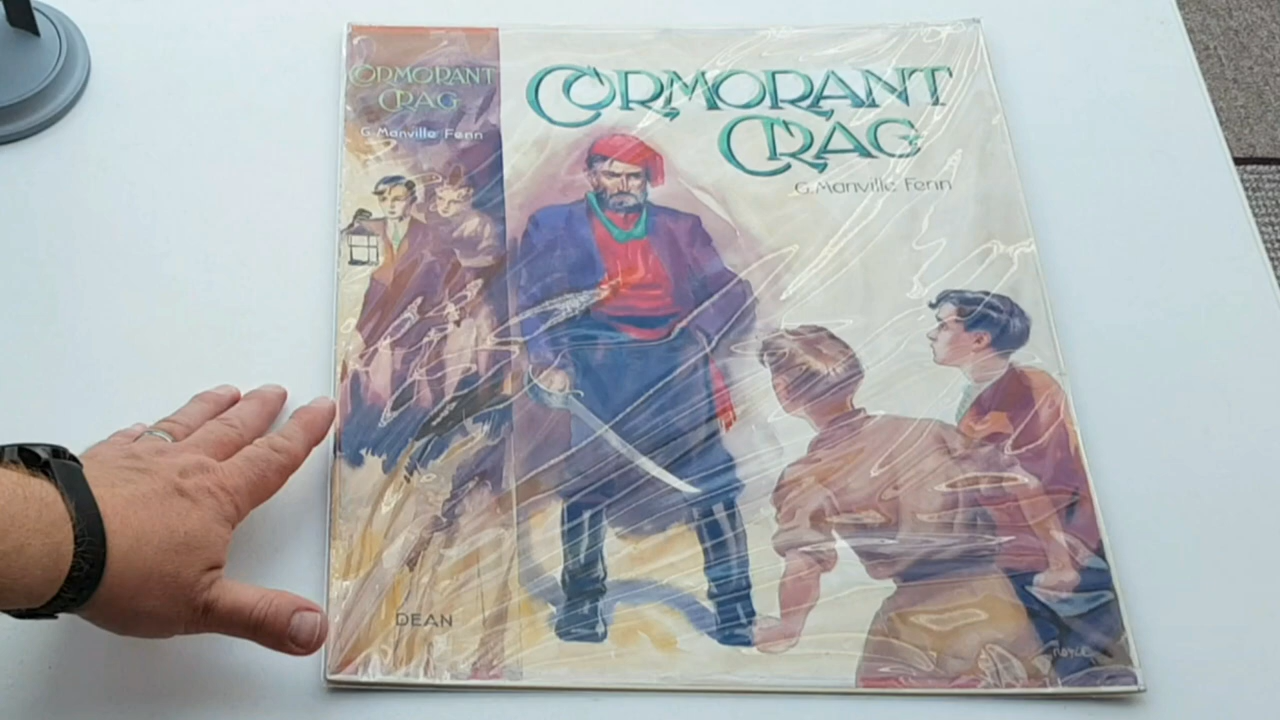 CORMORANT
CRAG
G. Manville Fenn
DEAN
CORMORANT
CRAG
G. Manville Fenn